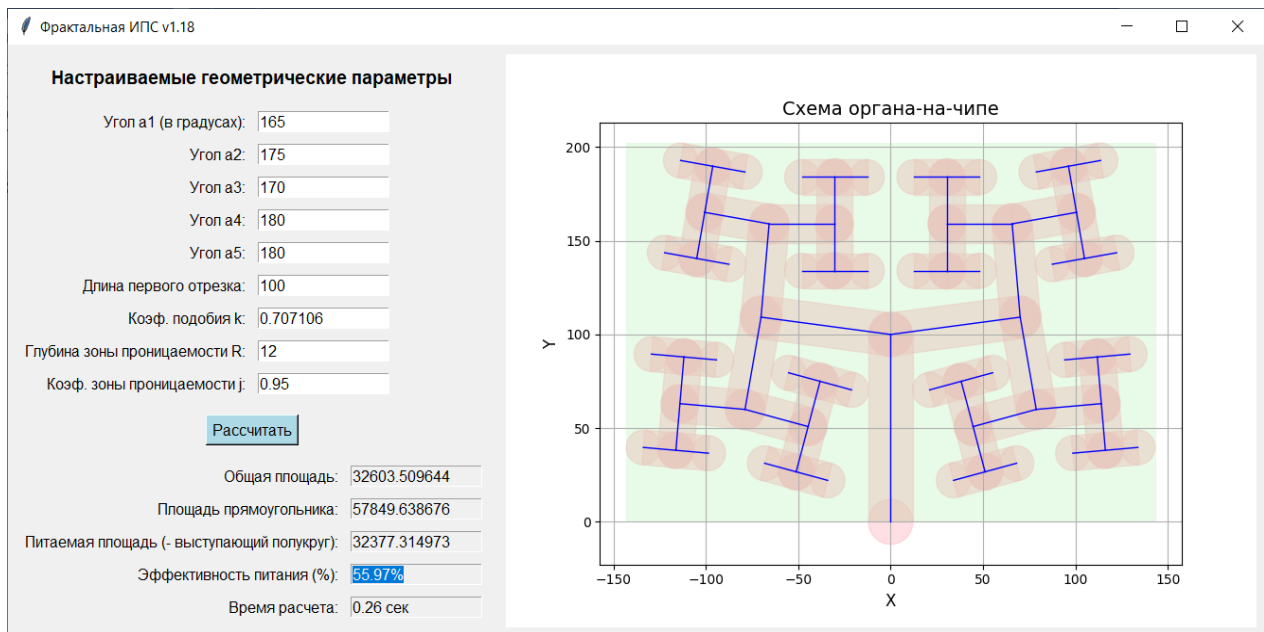 Фрактальная ИПС v1.18
Настраиваемые геометрические параметры
Угол a1 (в градусах): 165
Угол a2: 175
Угол a3: 170
Угол a4: 180
Угол a5: 180
Длина первого отрезка: 100
Коэф. подобия k: 0.707106
Глубина зоны проницаемости R: 12
Коэф. зоны проницаемости j: 0.95
Рассчитать
Общая площадь: 32603.509644
Площадь прямоугольника: 57849.638676
Питаемая площадь (- выступающий полукруг): 32377.314973
Эффективность питания (%): 55.97%
Время расчета: 0.26 сек
Схема органа-на-чипе
200
150
100
50
0
Y
−150 −100 −50 0 50 100 150
X